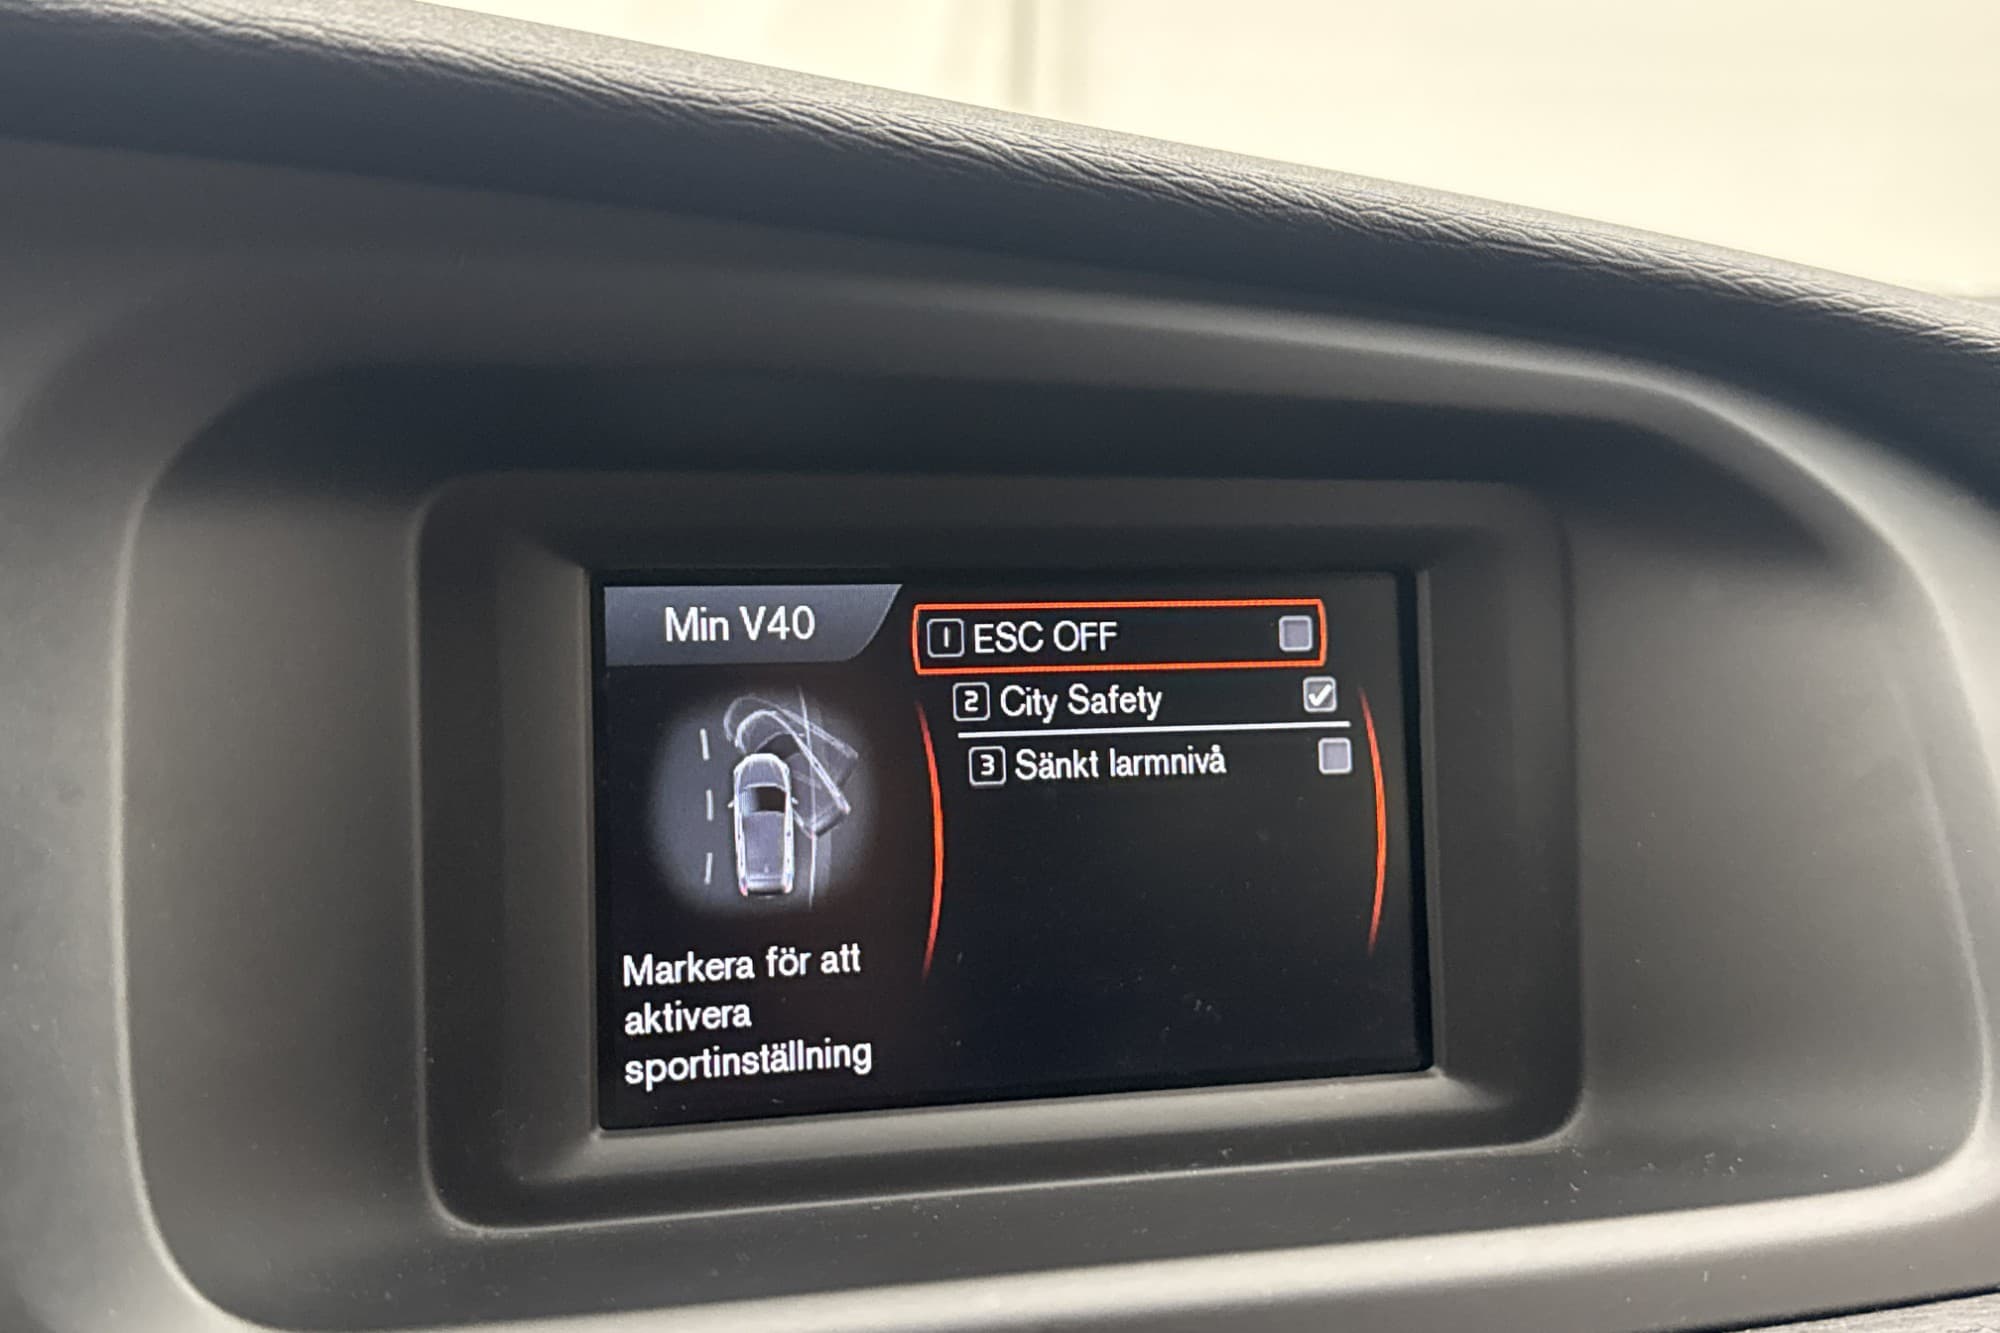 Min V40
1 ESC OFF
2 City Safety
3 Sänkt larmnivå
Markera för att
aktivera
sportinställning